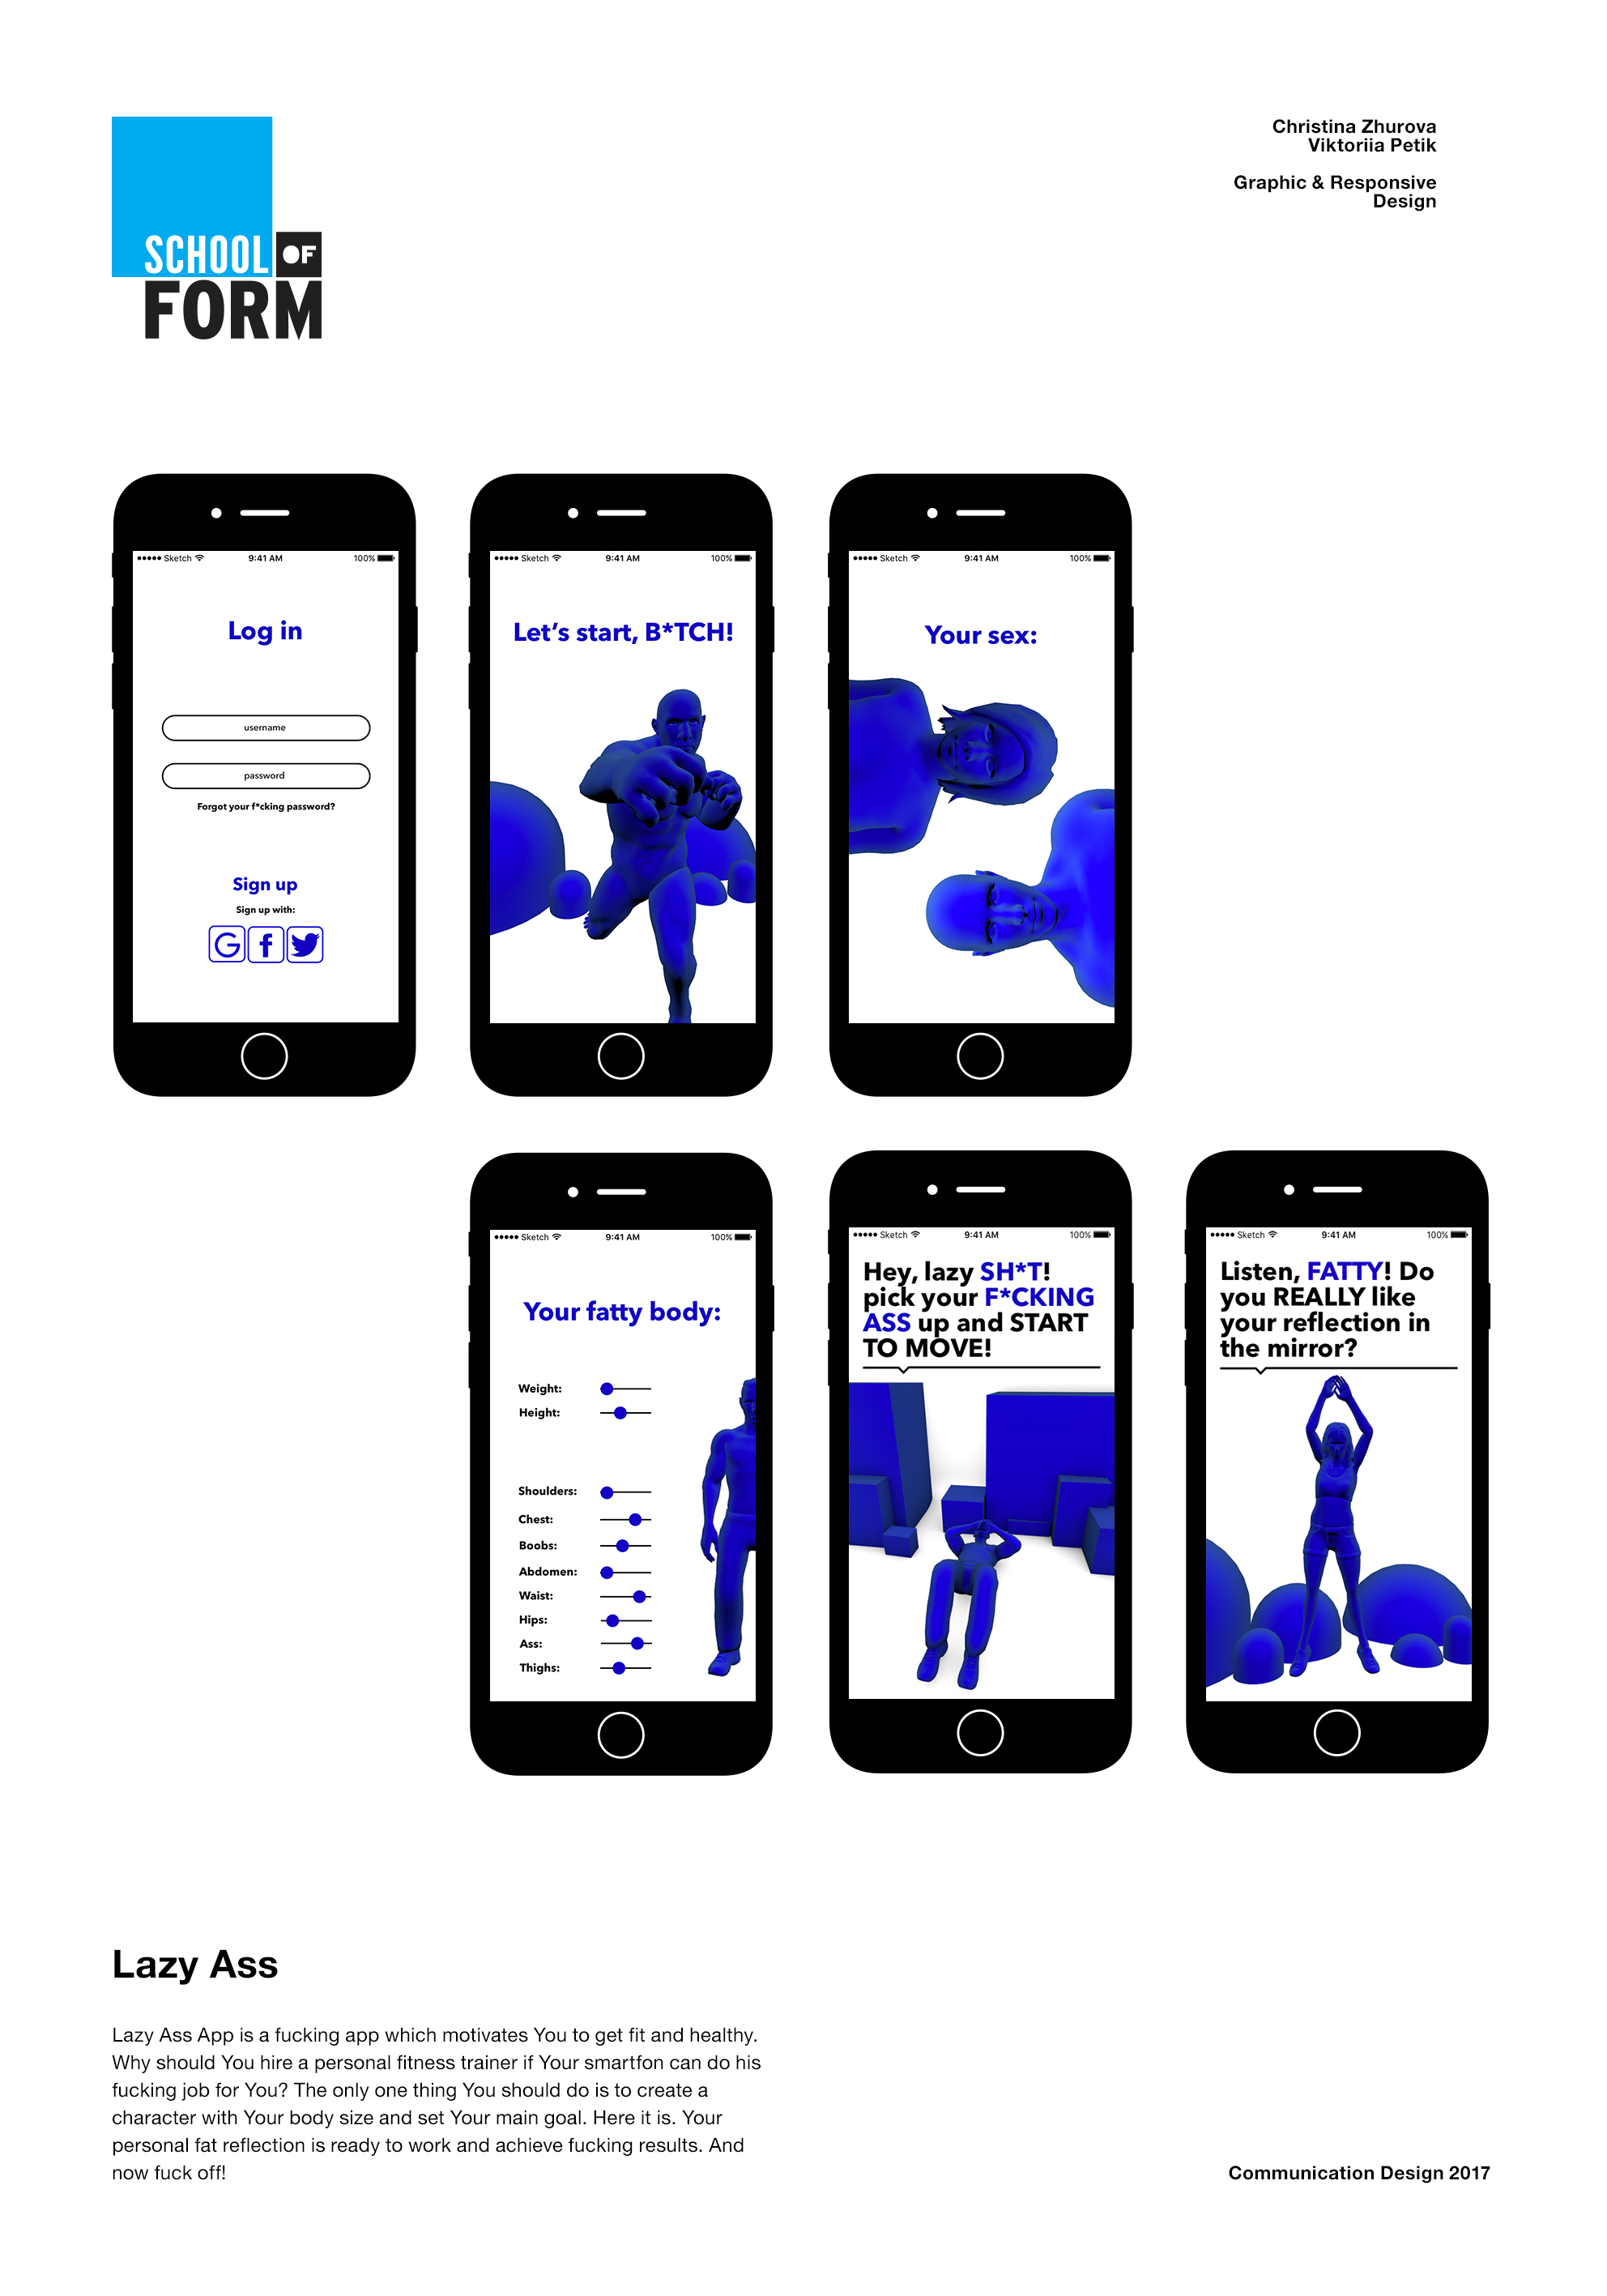 SCHOOL OF
FORM
Christina Zhurova
Viktoriia Petik
Graphic & Responsive
Design
Sketch 9:41 AM 100%
Log in
username
password
Forgot your f*cking password?
Sign up
Sign up with:
G f
Sketch 9:41 AM 100%
Let's start, B*TCH!
Sketch 9:41 AM 100%
Your sex:
Sketch 9:41 AM 100%
Your fatty body:
Weight:
Height:
Shoulders:
Chest:
Boobs:
Abdomen:
Waist:
Hips:
Ass:
Thighs:
Sketch 9:41 AM 100%
Hey, lazy SH*T!
pick your F*CKING
ASS up and START
TO MOVE!
Sketch 9:41 AM 100%
Listen, FATTY! Do
you REALLY like
your reflection in
the mirror?
Lazy Ass
Lazy Ass App is a fucking app which motivates You to get fit and healthy.
Why should You hire a personal fitness trainer if Your smartfon can do his
fucking job for You? The only one thing You should do is to create a
character with Your body size and set Your main goal. Here it is. Your
personal fat reflection is ready to work and achieve fucking results. And
now fuck off!
Communication Design 2017